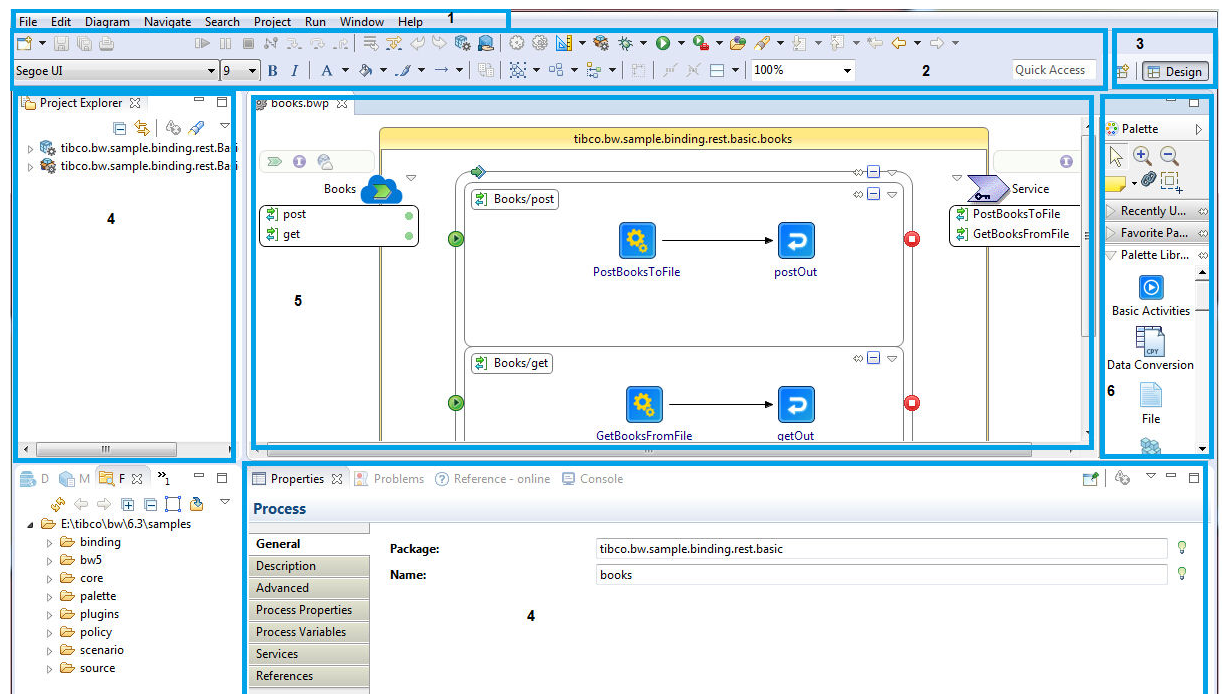 File Edit Diagram Navigate Search Project Run Window Help 1
3
Segoe UI 9 B I A 100% 2 Quick Access Design
Project Explorer
tibco.bw.sample.binding.rest.Basi
tibco.bw.sample.binding.rest.Basi
4
books.bwp
tibco.bw.sample.binding.rest.basic.books
Books
post
get
5
Books/post
PostBooksToFile postOut
Books/get
GetBooksFromFile getOut
Service
PostBooksToFile
GetBooksFromFile
Palette
Recently U...
Favorite Pa...
Palette Libr...
Basic Activities
CPY
Data Conversion
6
File
D M F »1
E:\tibco\bw\6.3\samples
binding
bw5
core
palette
plugins
policy
scenario
source
Properties Problems Reference - online Console
Process
General
Description
Advanced
Process Properties
Process Variables
Services
References
Package: tibco.bw.sample.binding.rest.basic
Name: books
4